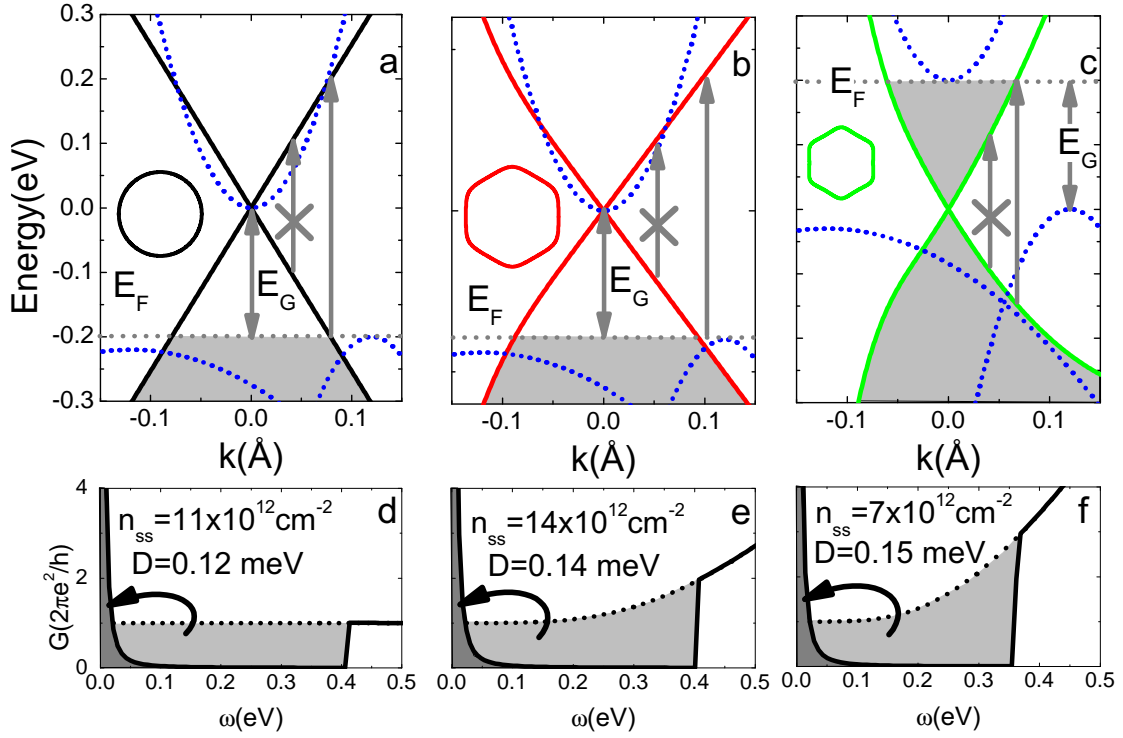 a
b
c
Energy(eV)
0.3
0.2
0.1
0.0
-0.1
-0.2
-0.3
E_F
E_G
E_F
E_G
E_F
E_G
-0.1 0.0 0.1
-0.1 0.0 0.1
-0.1 0.0 0.1
k(Å)
k(Å)
k(Å)
G(2πe²/h)
4
2
0
d
n_ss=11x10¹²cm⁻²
D=0.12 meV
0.0 0.1 0.2 0.3 0.4 0.5
ω(eV)
e
n_ss=14x10¹²cm⁻²
D=0.14 meV
0.0 0.1 0.2 0.3 0.4 0.5
ω(eV)
f
n_ss=7x10¹²cm⁻²
D=0.15 meV
0.0 0.1 0.2 0.3 0.4 0.5
ω(eV)